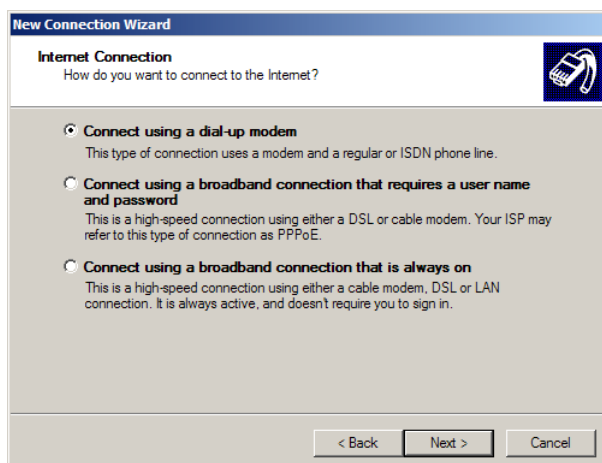 New Connection Wizard
Internet Connection
How do you want to connect to the Internet?
Connect using a dial-up modem
This type of connection uses a modem and a regular or ISDN phone line.
Connect using a broadband connection that requires a user name
and password
This is a high-speed connection using either a DSL or cable modem. Your ISP may
refer to this type of connection as PPPoE.
Connect using a broadband connection that is always on
This is a high-speed connection using either a cable modem, DSL or LAN
connection. It is always active, and doesn't require you to sign in.
< Back Next > Cancel